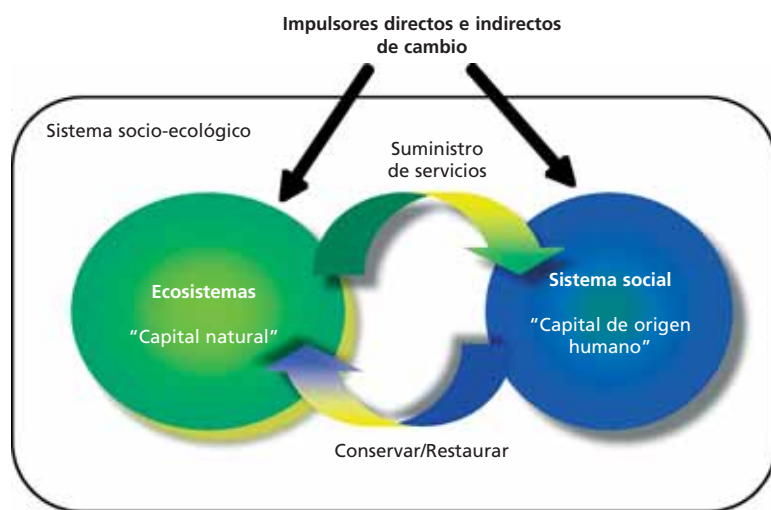 Impulsores directos e indirectos
de cambio
Sistema socio-ecológico
Suministro
de servicios
Ecosistemas
“Capital natural”
Sistema social
“Capital de origen
humano”
Conservar/Restaurar